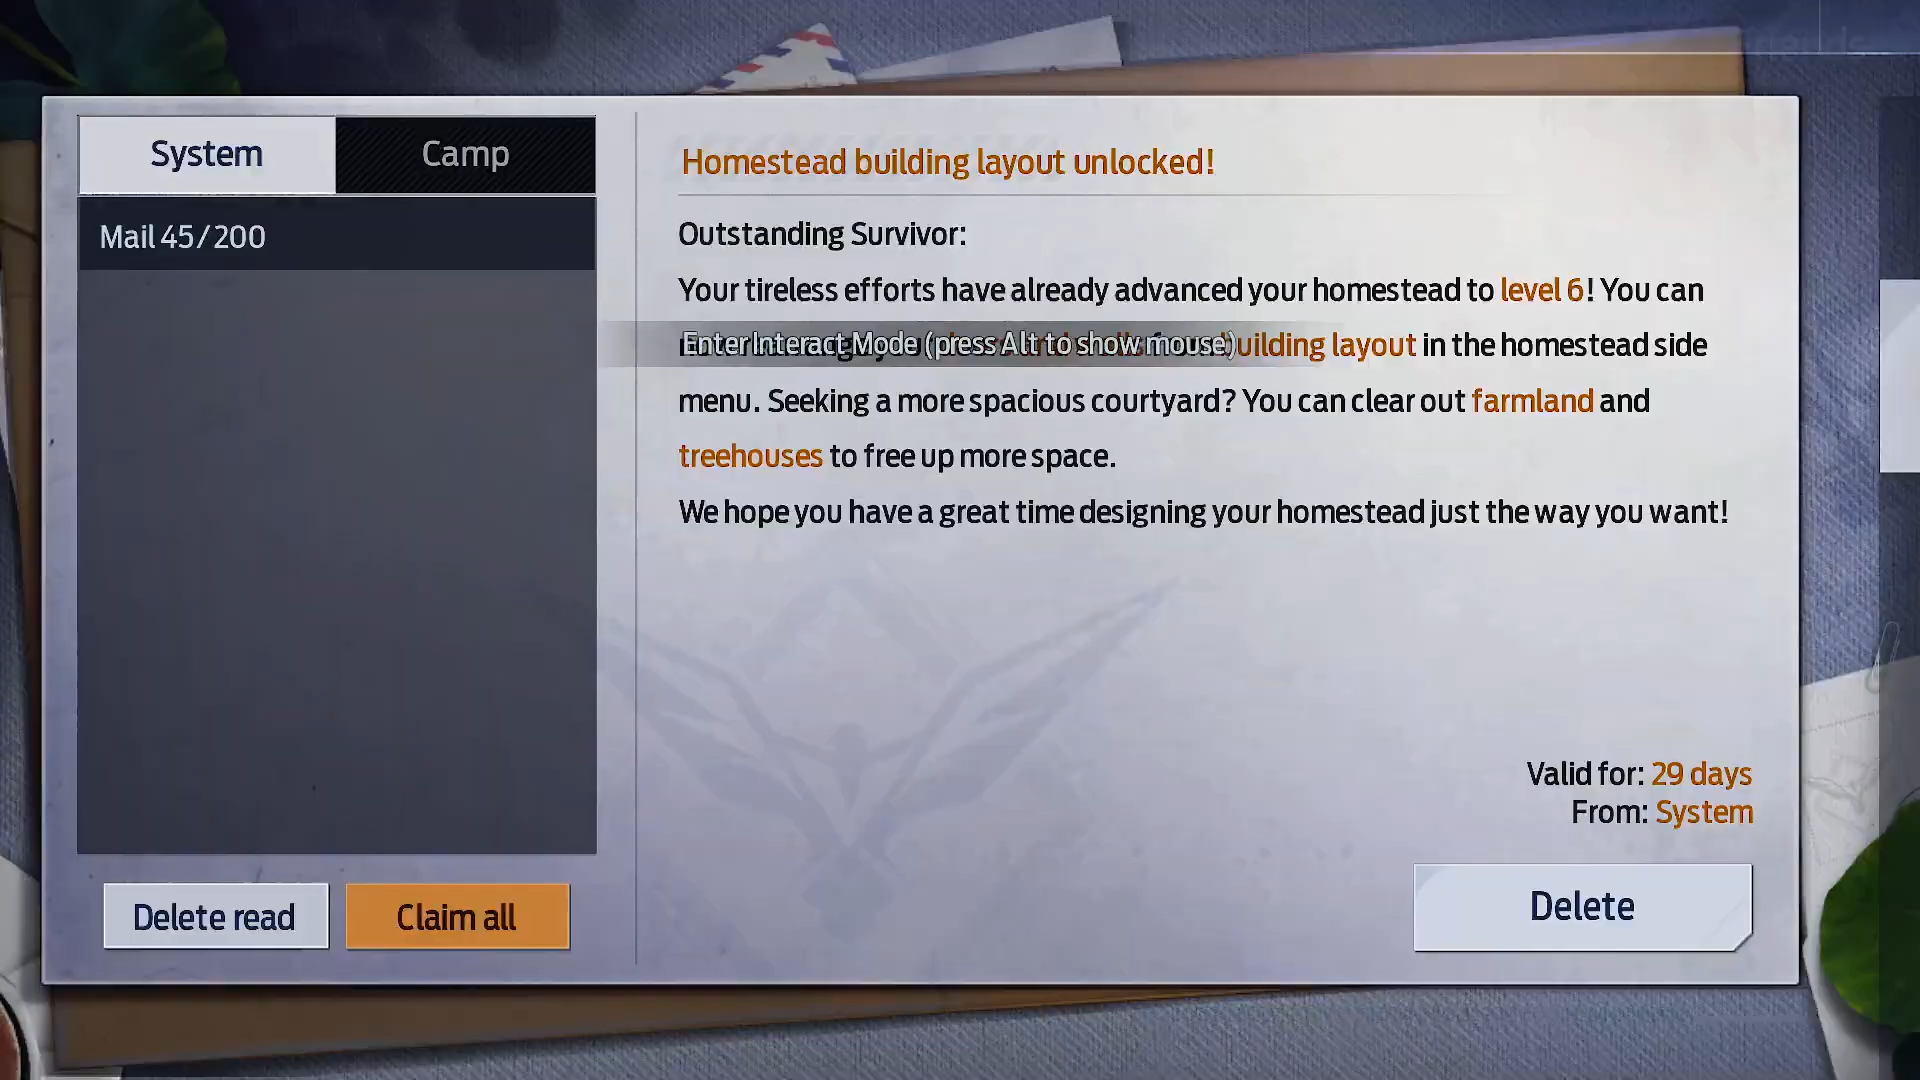 System
Camp
Mail 45/200
Homestead building layout unlocked!
Outstanding Survivor:
Your tireless efforts have already advanced your homestead to level 6! You can
Enter Interact Mode (press Alt to show mouse)
building layout in the homestead side
menu. Seeking a more spacious courtyard? You can clear out farmland and
treehouses to free up more space.
We hope you have a great time designing your homestead just the way you want!
Valid for: 29 days
From: System
Delete read
Claim all
Delete